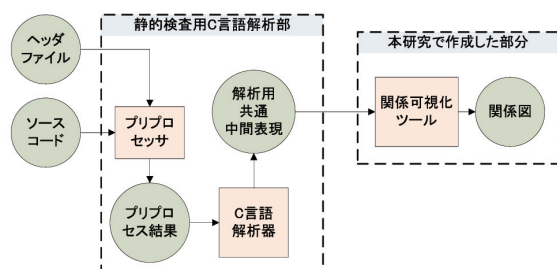 静的検査用C言語解析部
本研究で作成した部分
ヘッダ
ファイル
ソース
コード
プリプロ
セッサ
プリプロ
セス結果
C言語
解析器
解析用
共通
中間表現
関係可視化
ツール
関係図